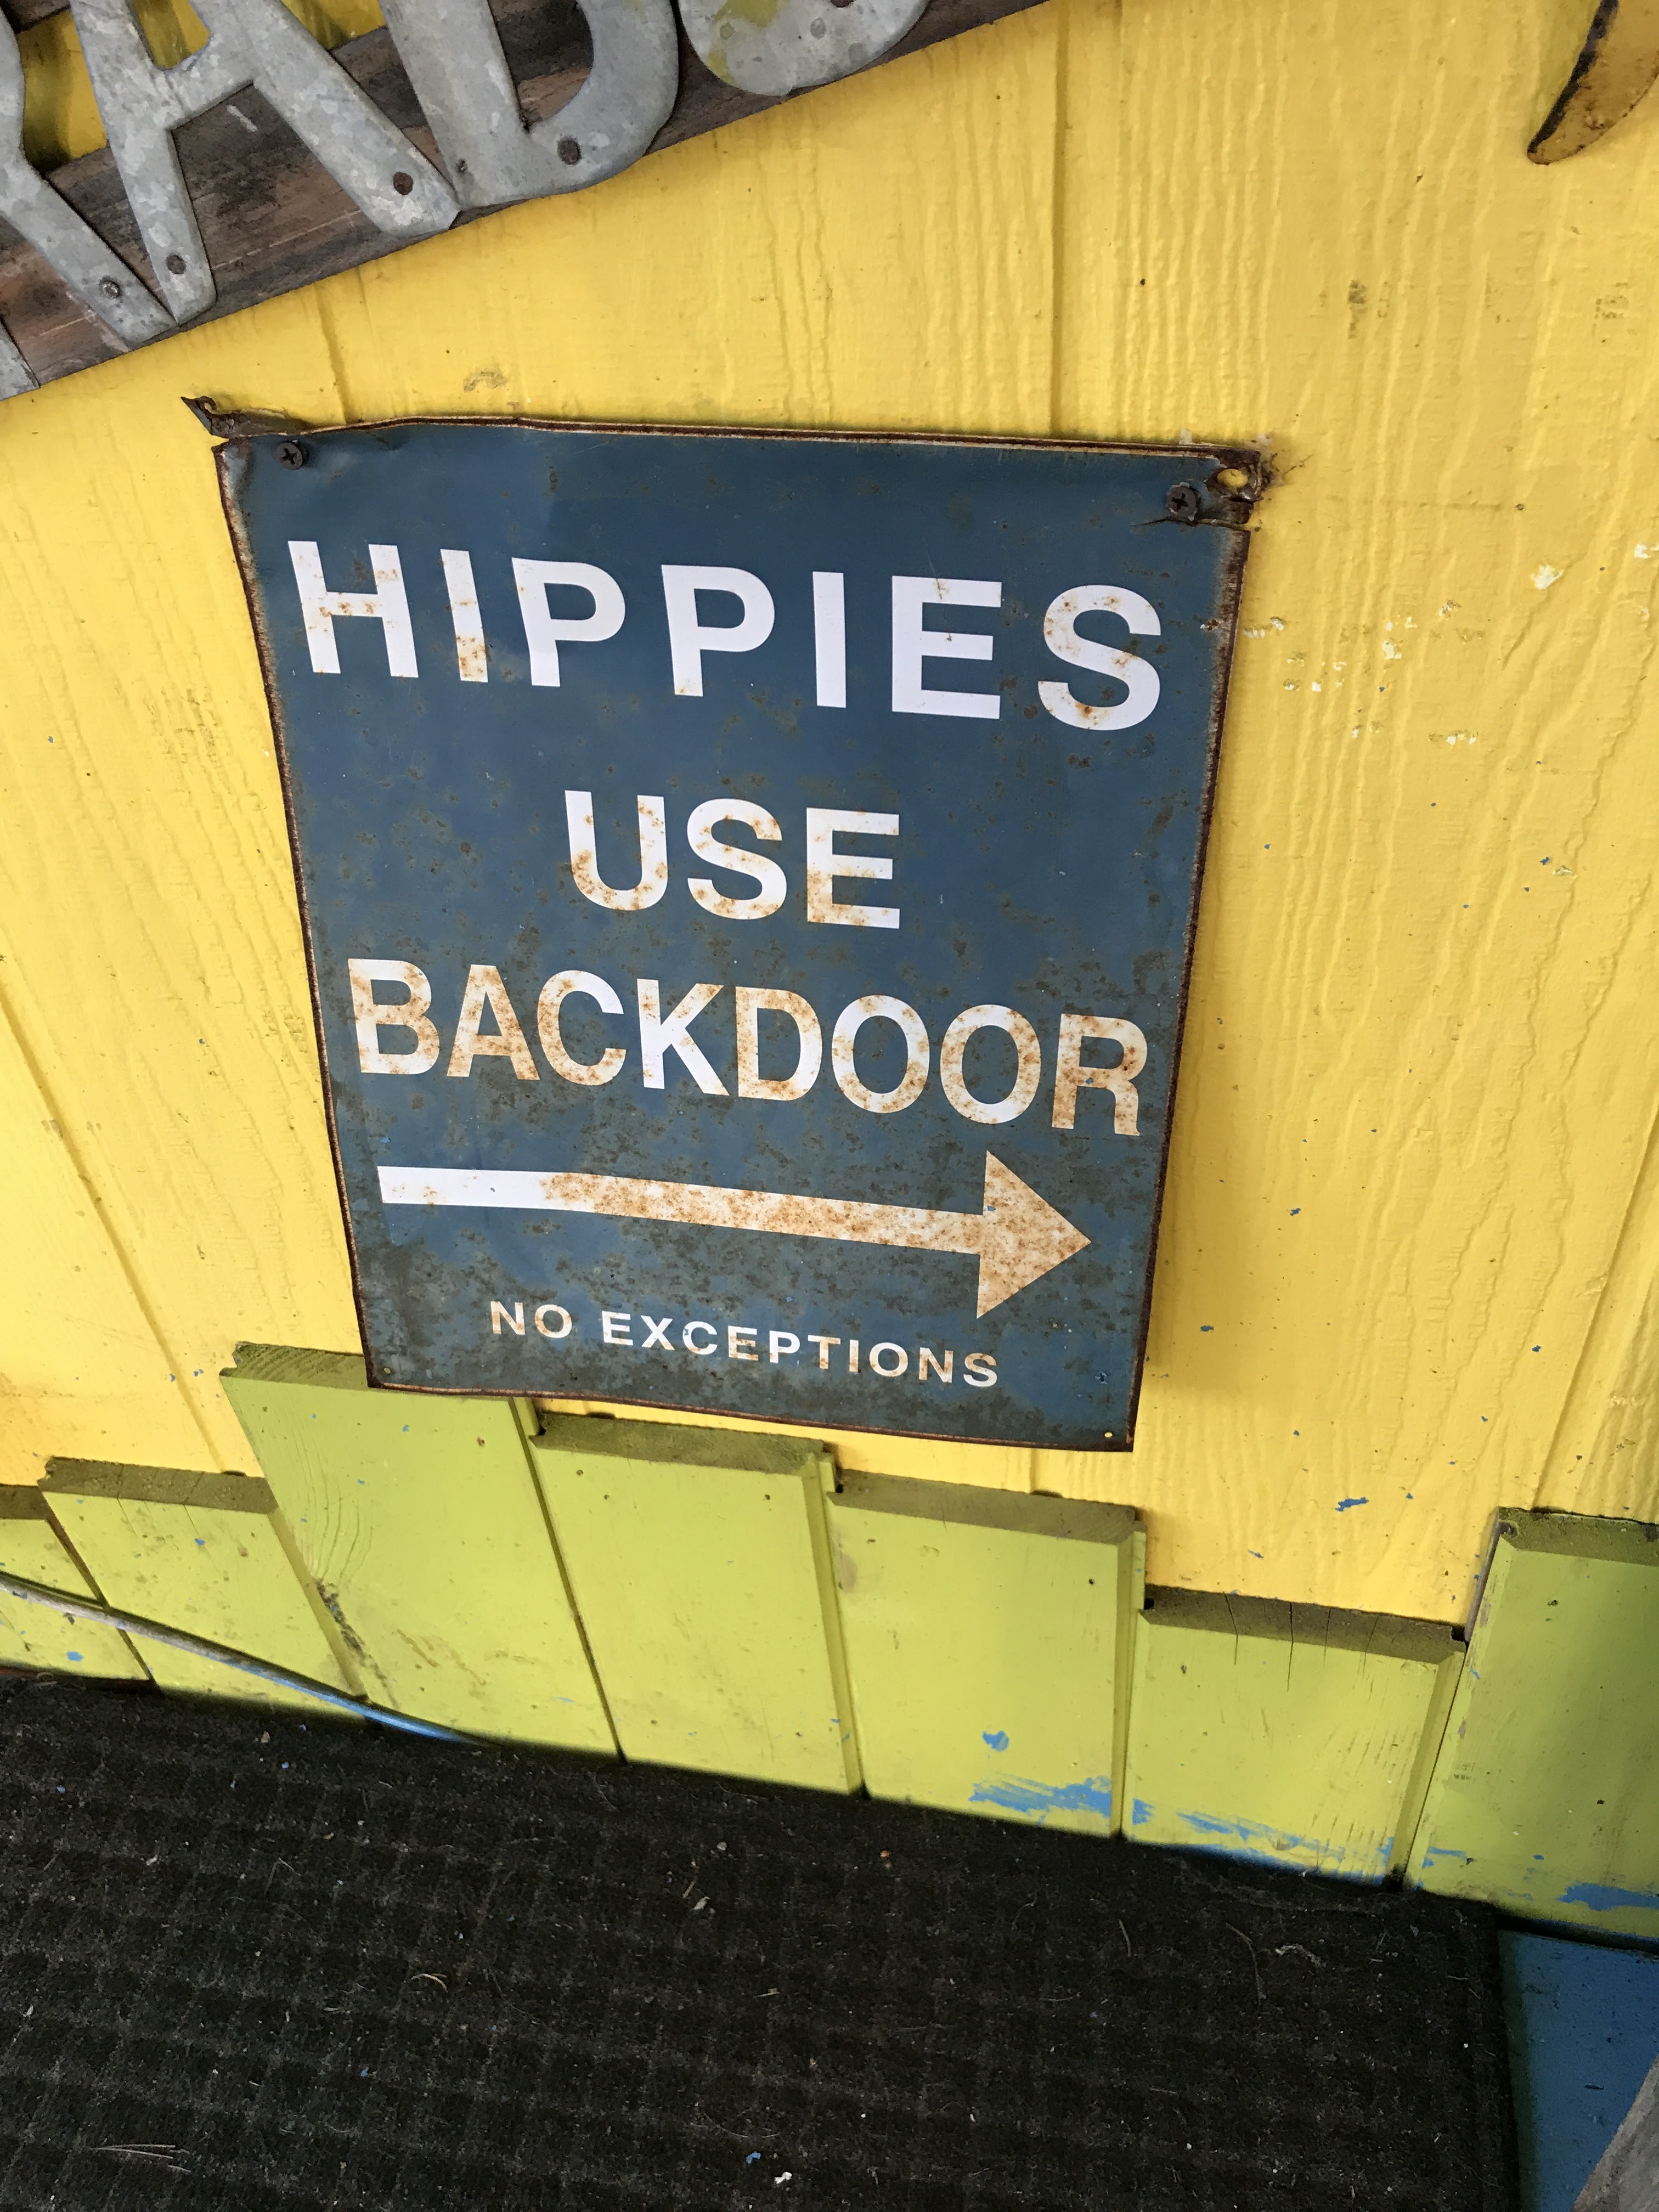 HIPPIES
USE
BACKDOOR
NO EXCEPTIONS